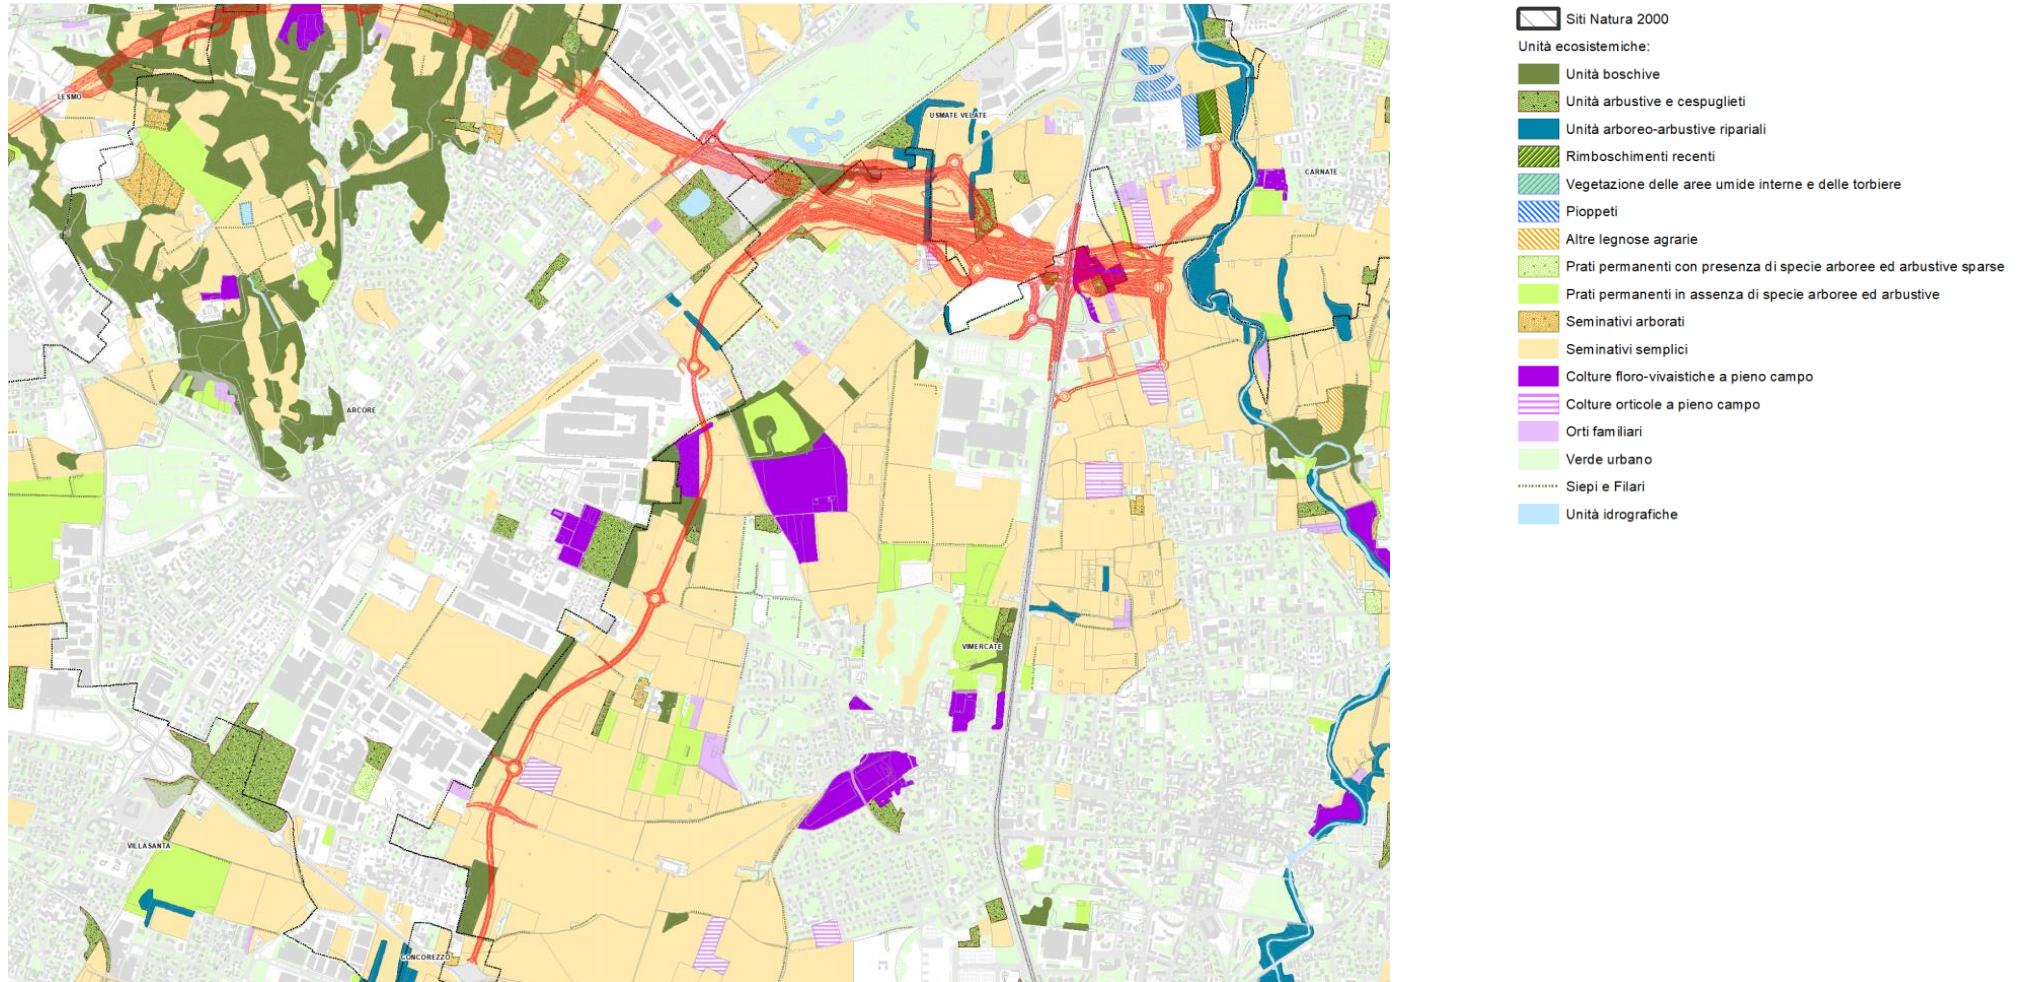 LESMO
USMATE VELATE
CARNATE
ARCORE
VIMERCATE
VILLASANTA
CONCOREZZO
Siti Natura 2000
Unità ecosistemiche:
Unità boschive
Unità arbustive e cespuglieti
Unità arboreo-arbustive ripariali
Rimboschimenti recenti
Vegetazione delle aree umide interne e delle torbiere
Pioppeti
Altre legnose agrarie
Prati permanenti con presenza di specie arboree ed arbustive sparse
Prati permanenti in assenza di specie arboree ed arbustive
Seminativi arborati
Seminativi semplici
Colture floro-vivaistiche a pieno campo
Colture orticole a pieno campo
Orti familiari
Verde urbano
Siepi e Filari
Unità idrografiche